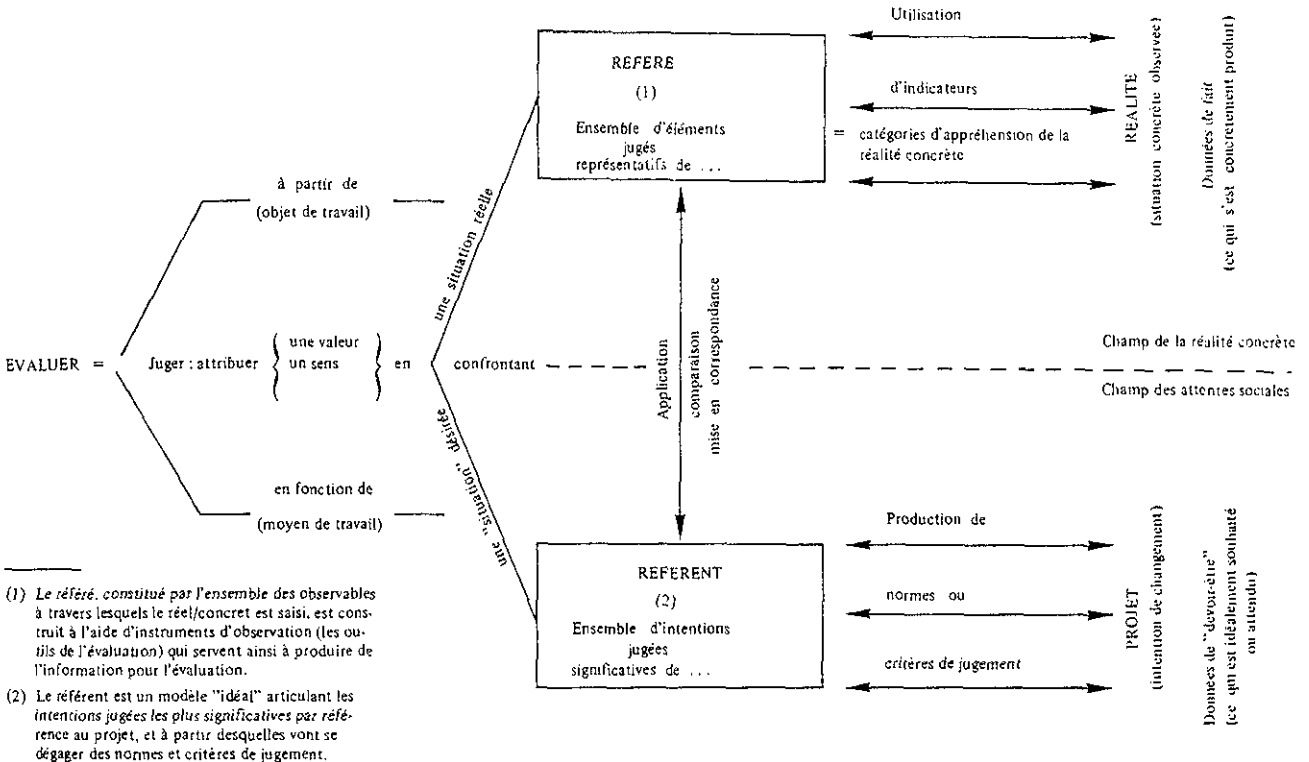 Utilisation
REFERE
(1)
Ensemble d'éléments
jugés
représentatifs de ...
d'indicateurs
= catégories d'appréhension de la
réalité concrète
REALITE
(situation concrète observée)
Données de fait
(ce qui s'est concrètement produit)
à partir de
(objet de travail)
une situation réelle
EVALUER =
Juger : attribuer { une valeur
un sens } en
confrontant
Application
comparaison
mise en correspondance
Champ de la réalité concrète
Champ des attentes sociales
une "situation" désirée
en fonction de
(moyen de travail)
REFERENT
(2)
Ensemble d'intentions
jugées
significatives de ...
Production de
normes ou
critères de jugement
PROJET
(intention de changement)
Données de "devoir-être"
(ce qui est idéalement souhaité
ou attendu)
(1) Le référé, constitué par l'ensemble des observables
à travers lesquels le réel/concret est saisi, est cons-
truit à l'aide d'instruments d'observation (les ou-
tils de l'évaluation) qui servent ainsi à produire de
l'information pour l'évaluation.
(2) Le référent est un modèle "idéal" articulant les
intentions jugées les plus significatives par réfé-
rence au projet, et à partir desquelles vont se
dégager des normes et critères de jugement.